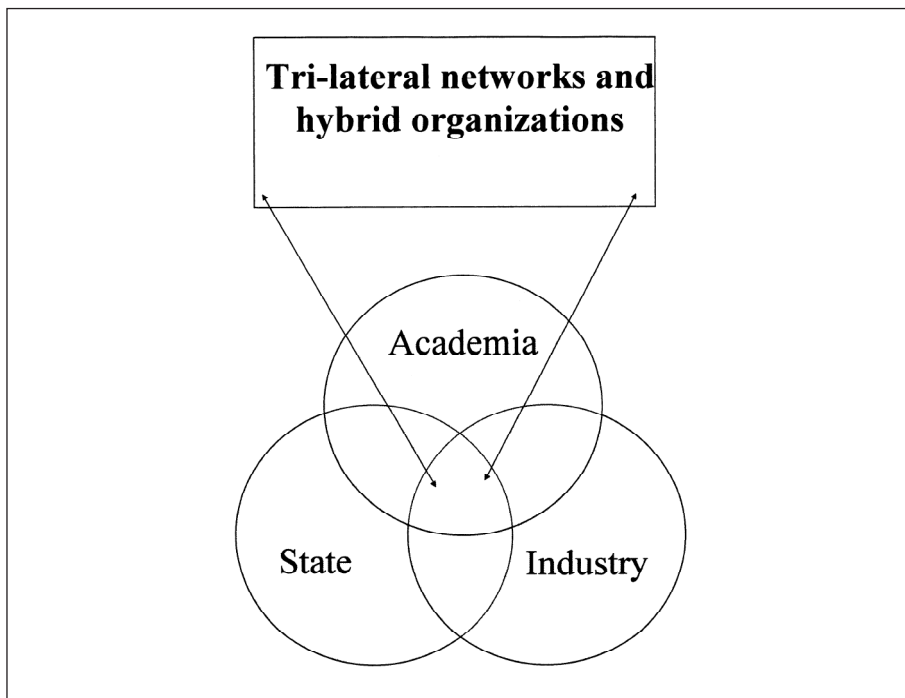 Tri-lateral networks and
hybrid organizations
Academia
State
Industry